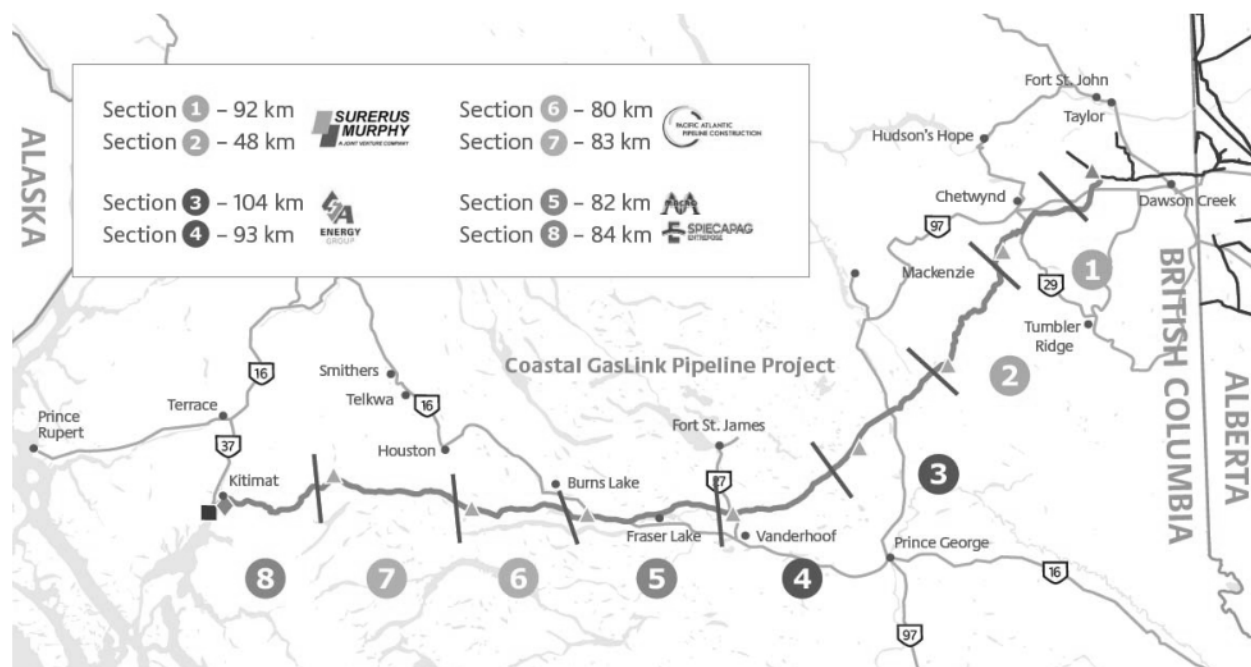 Section 1 – 92 km
Section 2 – 48 km
SURERUS
MURPHY
A JOINT VENTURE COMPANY
Section 6 – 80 km
Section 7 – 83 km
PACIFIC ATLANTIC
PIPELINE CONSTRUCTION
Section 3 – 104 km
Section 4 – 93 km
SA
ENERGY
GROUP
Section 5 – 82 km
Section 8 – 84 km
MACRO
SPIECAPAG
ENTREPOSE
ALASKA
Fort St. John
Taylor
Hudson's Hope
Chetwynd
Dawson Creek
97
Mackenzie
29
1
Tumbler
Ridge
BRITISH COLUMBIA
ALBERTA
Coastal GasLink Pipeline Project
2
16
Smithers
Telkwa
16
Terrace
Prince
Rupert
37
Houston
Fort St. James
Kitimat
Burns Lake
27
3
Fraser Lake
Vanderhoof
Prince George
8
7
6
5
4
16
97